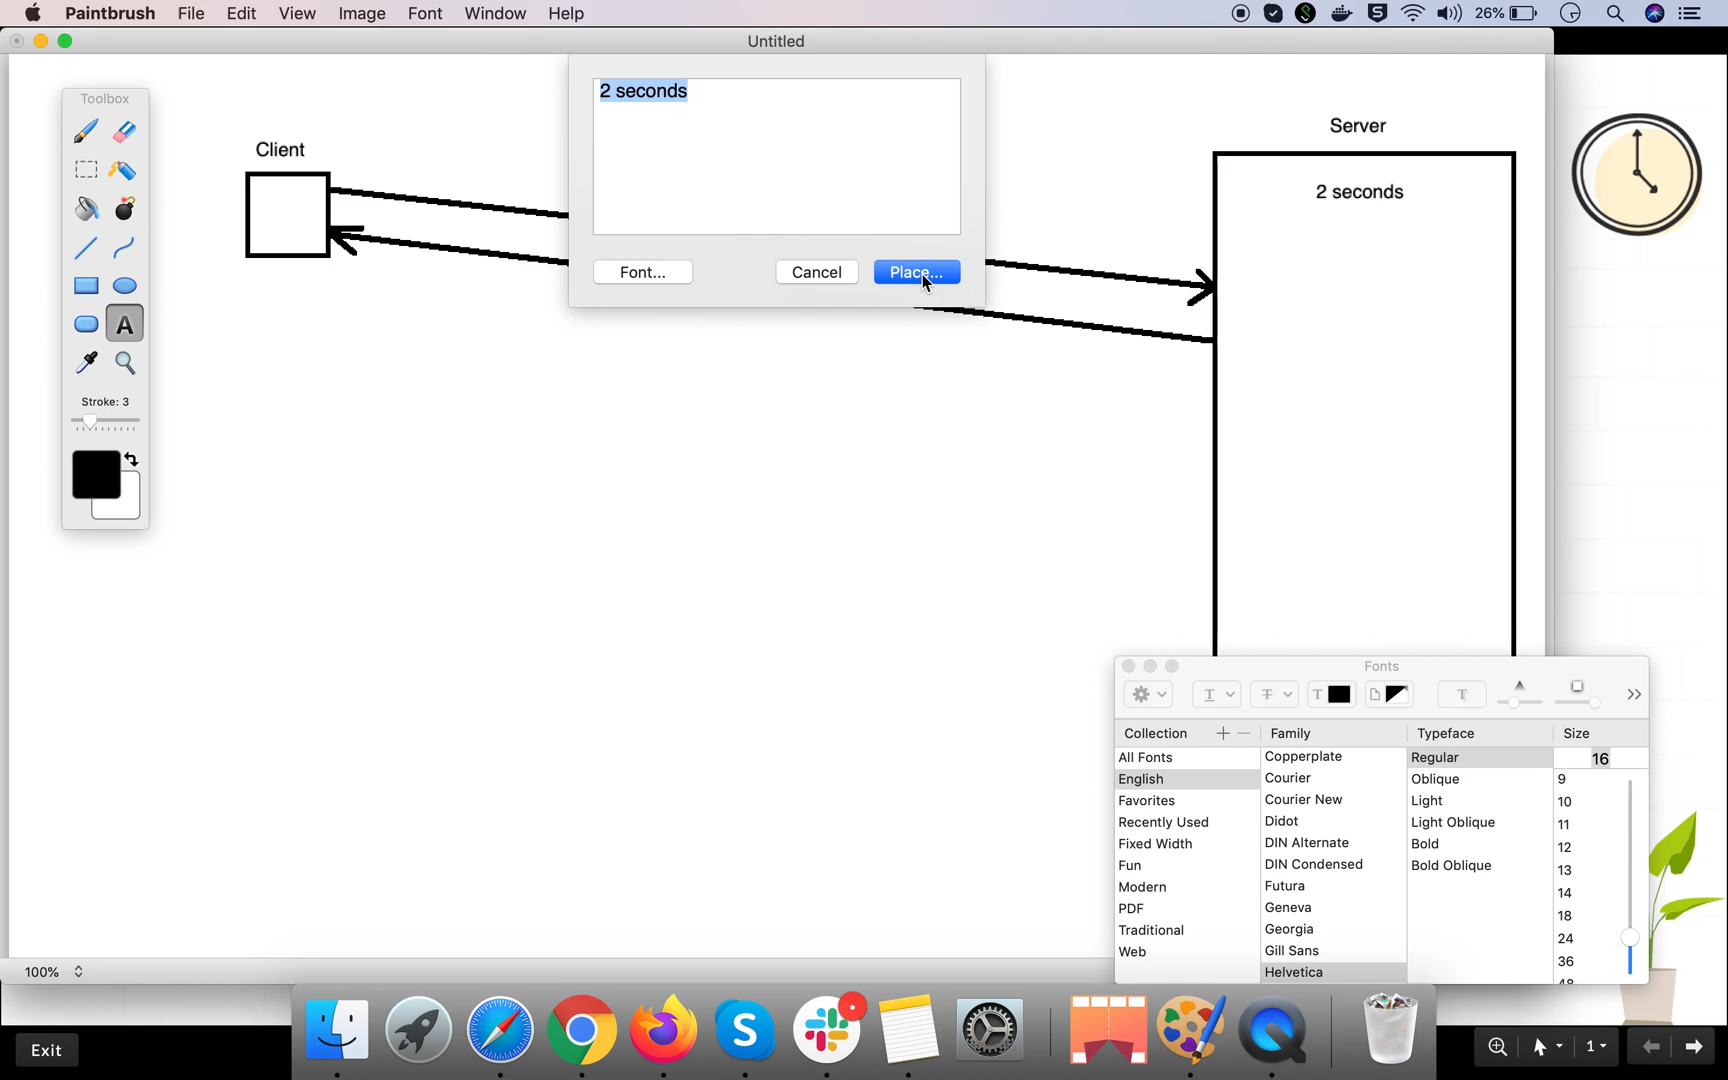 Paintbrush File Edit View Image Font Window Help
26%
Untitled
Toolbox
2 seconds
Server
Client
2 seconds
Font... Cancel Place...
A
Stroke: 3
Fonts
Collection Family Typeface Size
All Fonts Copperplate Regular 16
English Courier Oblique 9
Favorites Courier New Light 10
Recently Used Didot Light Oblique 11
Fixed Width DIN Alternate Bold 12
Fun DIN Condensed Bold Oblique 13
Modern Futura 14
PDF Geneva 18
Traditional Georgia 24
Web Gill Sans 36
Helvetica 48
100%
Exit
1